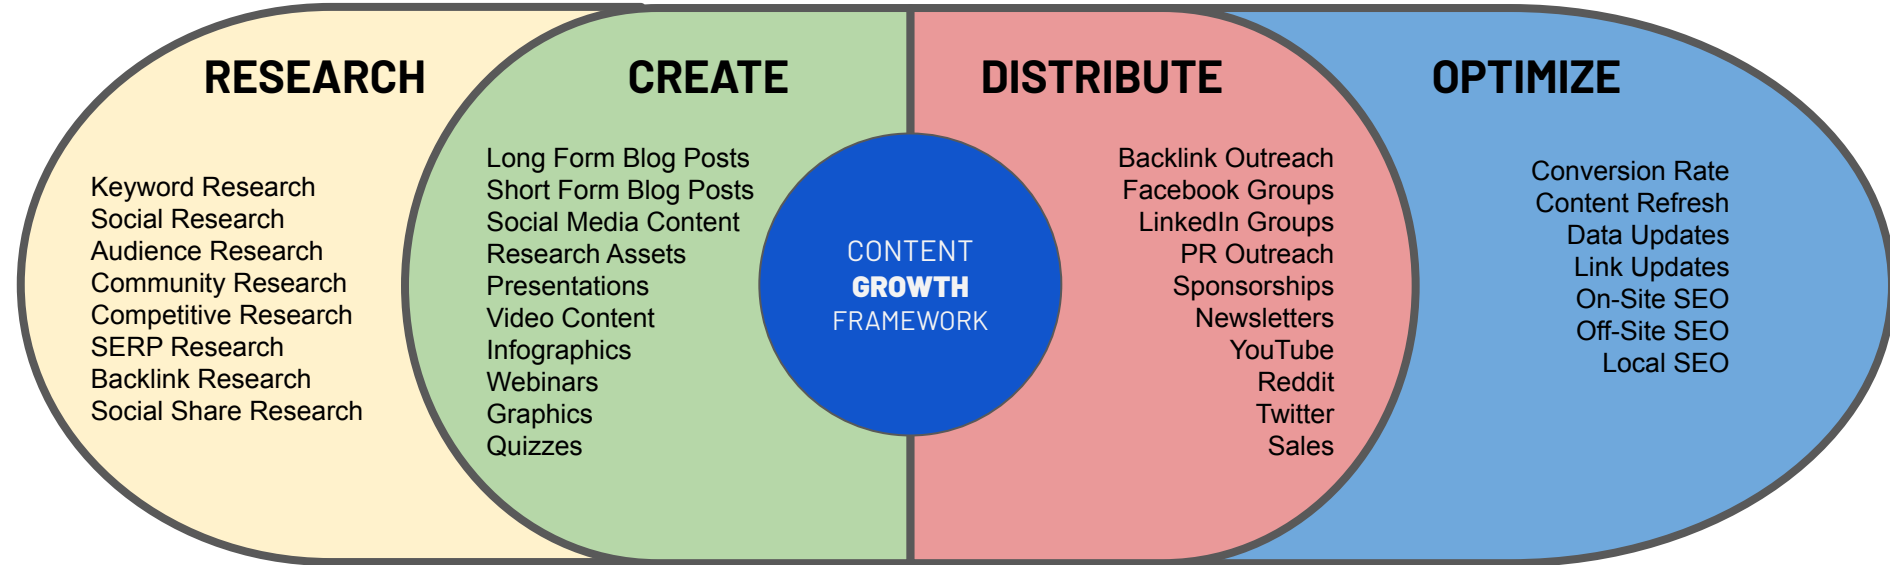 RESEARCH
Keyword Research
Social Research
Audience Research
Community Research
Competitive Research
SERP Research
Backlink Research
Social Share Research
CREATE
Long Form Blog Posts
Short Form Blog Posts
Social Media Content
Research Assets
Presentations
Video Content
Infographics
Webinars
Graphics
Quizzes
CONTENT
GROWTH
FRAMEWORK
DISTRIBUTE
Backlink Outreach
Facebook Groups
LinkedIn Groups
PR Outreach
Sponsorships
Newsletters
YouTube
Reddit
Twitter
Sales
OPTIMIZE
Conversion Rate
Content Refresh
Data Updates
Link Updates
On-Site SEO
Off-Site SEO
Local SEO